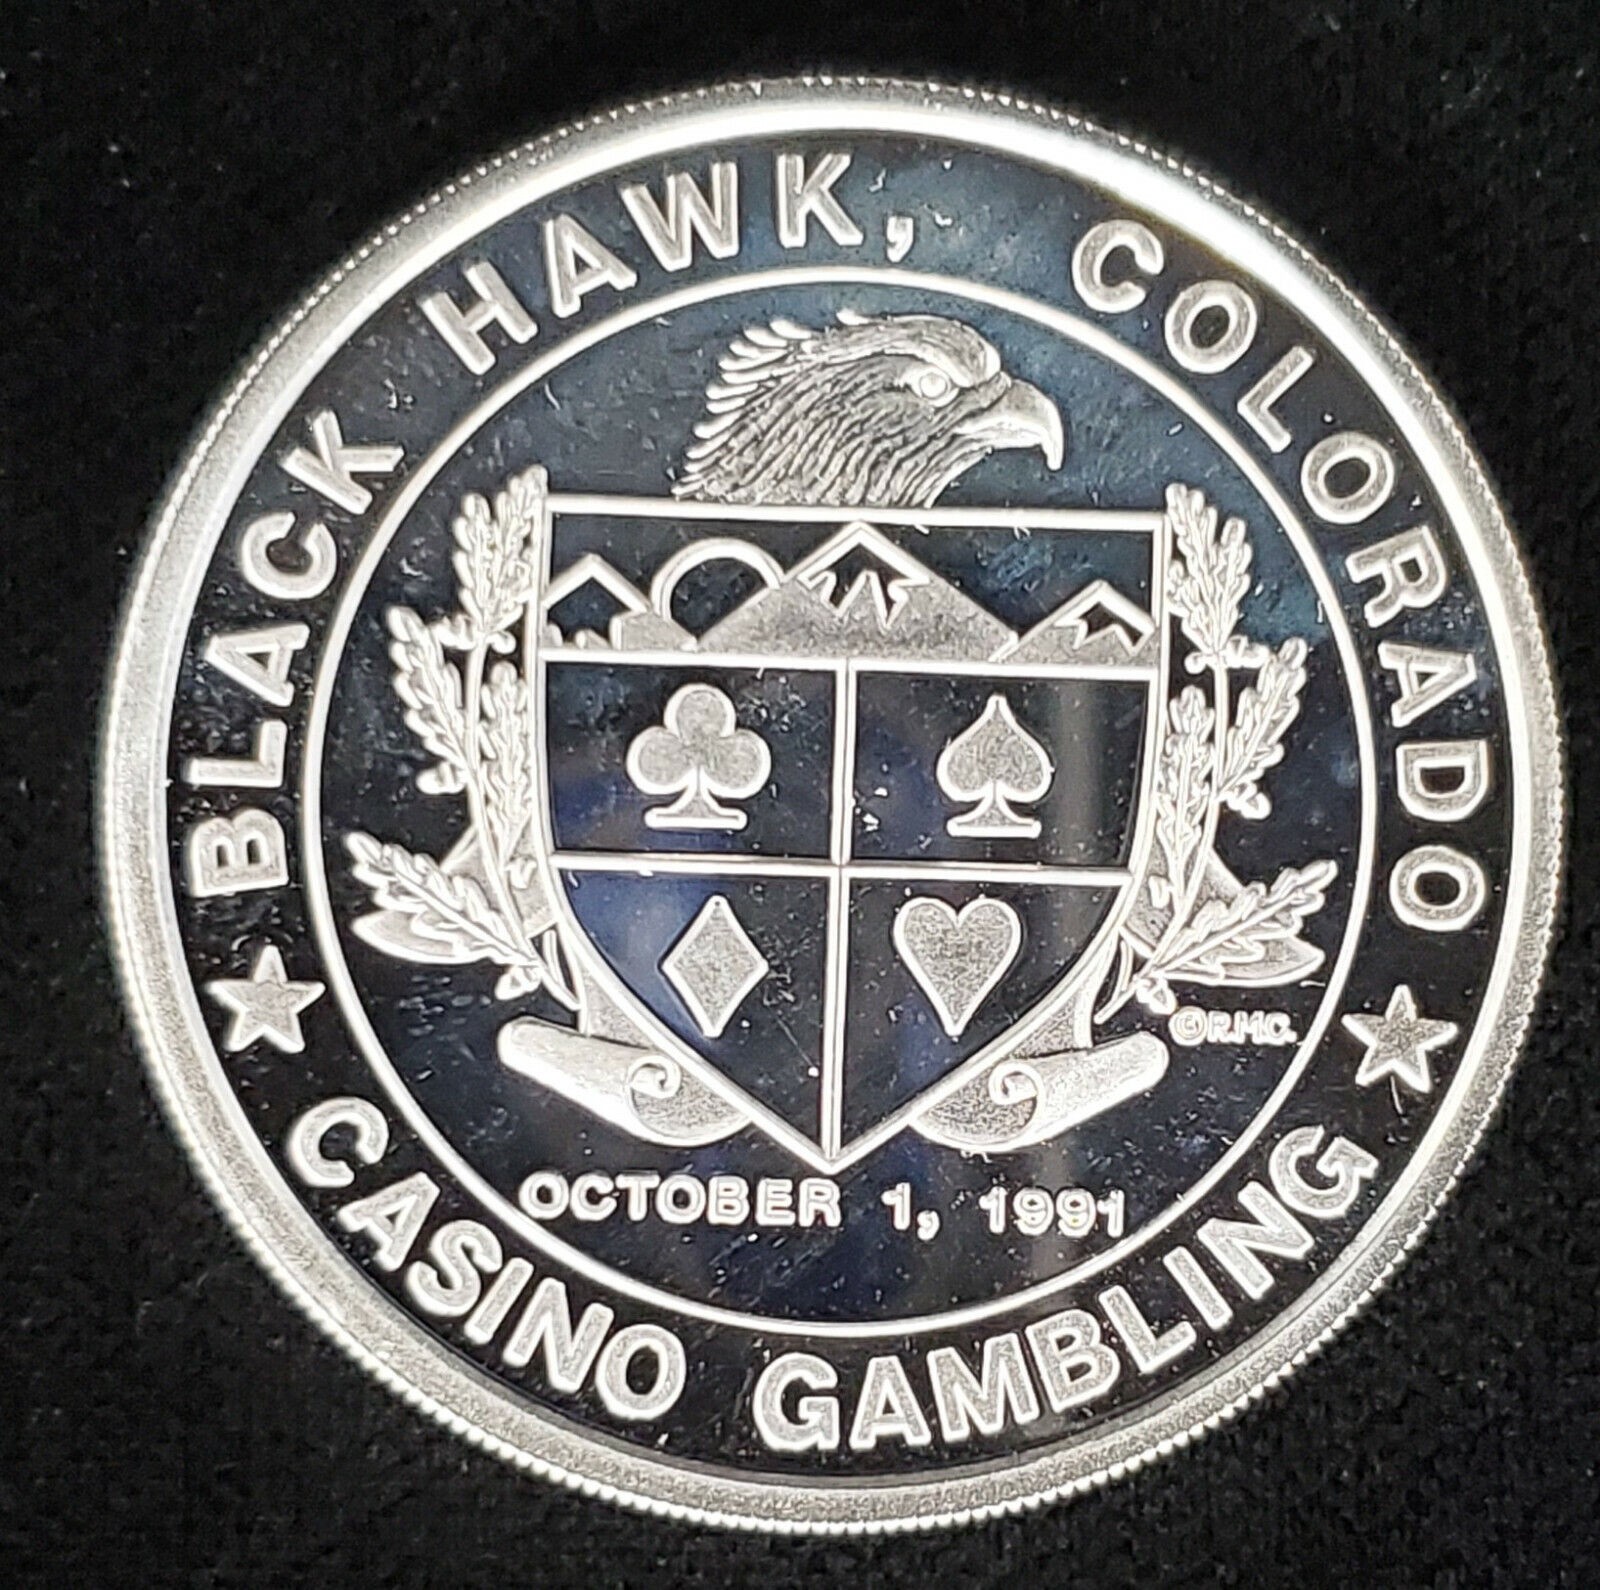 BLACK HAWK, COLORADO
©R.M.C.
OCTOBER 1, 1991
★ CASINO GAMBLING ★